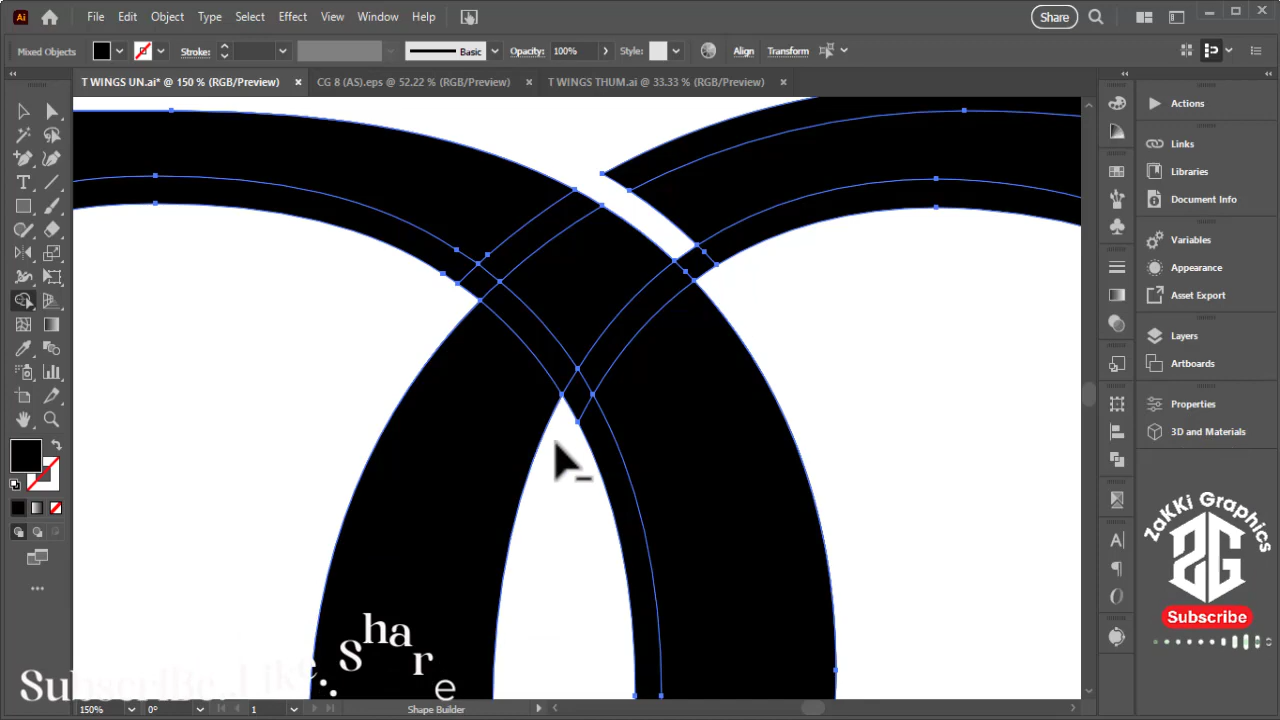 Ai File Edit Object Type Select Effect View Window Help Share
Mixed Objects Stroke: Basic Opacity: 100% Style: Align Transform
T WINGS UN.ai* @ 150 % (RGB/Preview) × CG 8 (AS).eps @ 52.22 % (RGB/Preview) × T WINGS THUM.ai @ 33.33 % (RGB/Preview) ×
Actions
Links
Libraries
Document Info
Variables
Appearance
Asset Export
Layers
Artboards
Properties
3D and Materials
ZaKKi Graphics
Subscribe
Share
SubscriBe..Like..
150% 0° 1 Shape Builder